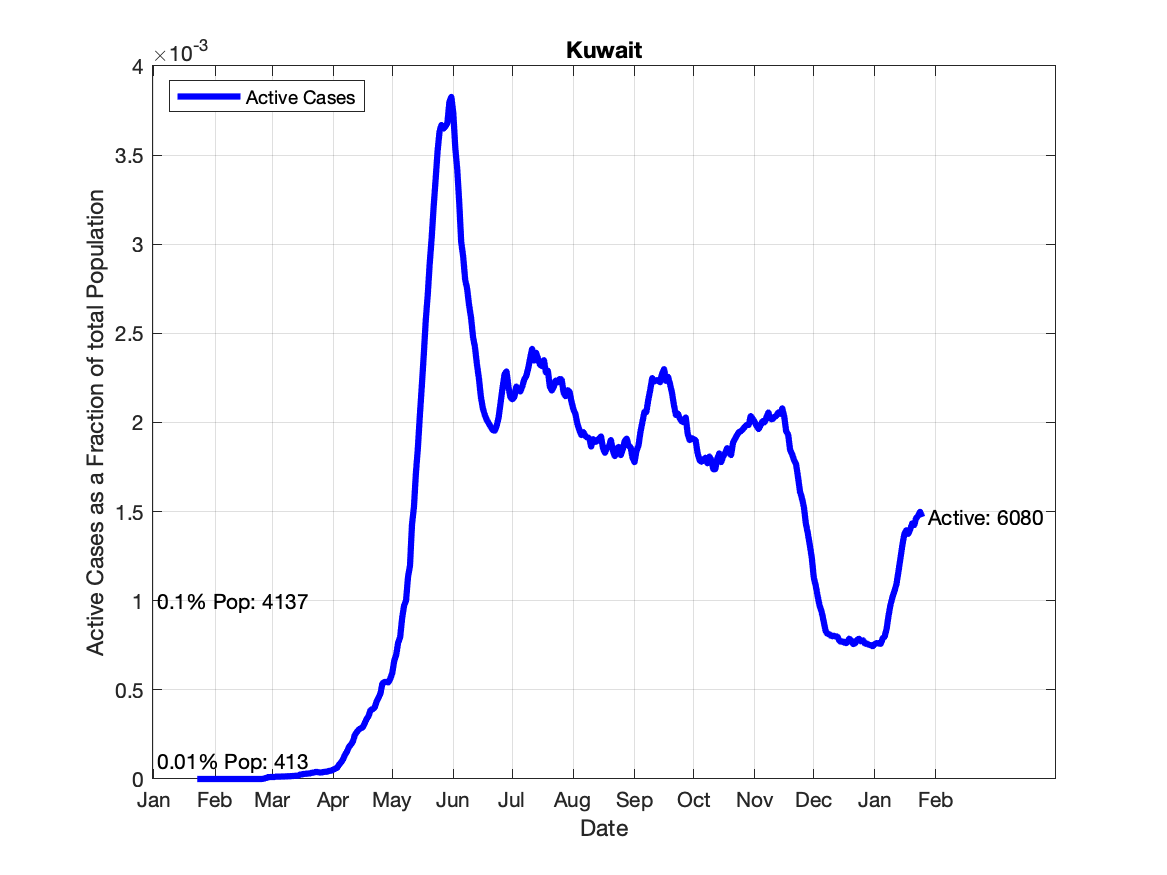 Kuwait
×10-3
Active Cases
4
3.5
3
2.5
2
1.5
1
0.5
0
Active Cases as a Fraction of total Population
Active: 6080
0.1% Pop: 4137
0.01% Pop: 413
Jan Feb Mar Apr May Jun Jul Aug Sep Oct Nov Dec Jan Feb
Date